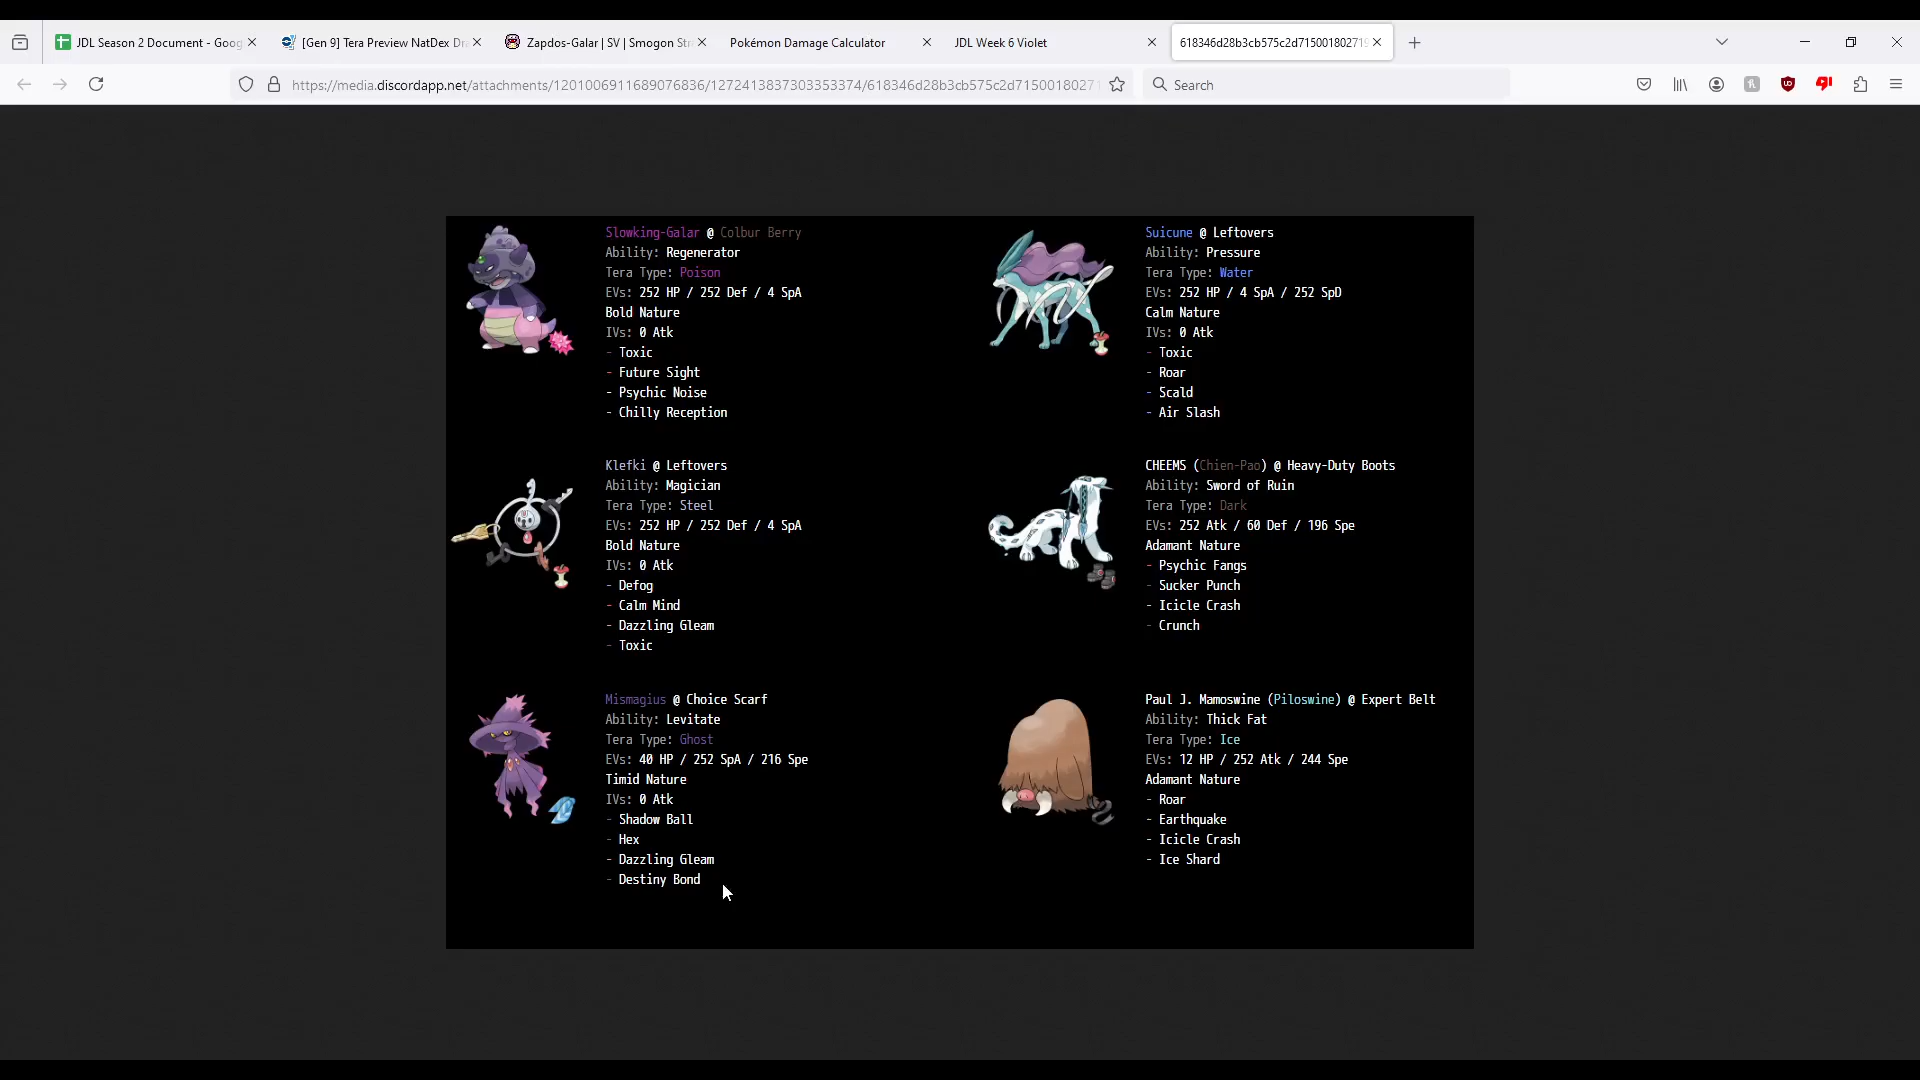 JDL Season 2 Document - Goog
[Gen 9] Tera Preview NatDex Dr
Zapdos-Galar | SV | Smogon Str
Pokémon Damage Calculator
JDL Week 6 Violet
618346d28b3cb575c2d715001802719
https://media.discordapp.net/attachments/1201006911689076836/1272413837303353374/618346d28b3cb575c2d71500180271
Search
Slowking-Galar @ Colbur Berry
Ability: Regenerator
Tera Type: Poison
EVs: 252 HP / 252 Def / 4 SpA
Bold Nature
IVs: 0 Atk
- Toxic
- Future Sight
- Psychic Noise
- Chilly Reception
Suicune @ Leftovers
Ability: Pressure
Tera Type: Water
EVs: 252 HP / 4 SpA / 252 SpD
Calm Nature
IVs: 0 Atk
- Toxic
- Roar
- Scald
- Air Slash
Klefki @ Leftovers
Ability: Magician
Tera Type: Steel
EVs: 252 HP / 252 Def / 4 SpA
Bold Nature
IVs: 0 Atk
- Defog
- Calm Mind
- Dazzling Gleam
- Toxic
CHEEMS (Chien-Pao) @ Heavy-Duty Boots
Ability: Sword of Ruin
Tera Type: Dark
EVs: 252 Atk / 60 Def / 196 Spe
Adamant Nature
- Psychic Fangs
- Sucker Punch
- Icicle Crash
- Crunch
Mismagius @ Choice Scarf
Ability: Levitate
Tera Type: Ghost
EVs: 40 HP / 252 SpA / 216 Spe
Timid Nature
IVs: 0 Atk
- Shadow Ball
- Hex
- Dazzling Gleam
- Destiny Bond
Paul J. Mamoswine (Piloswine) @ Expert Belt
Ability: Thick Fat
Tera Type: Ice
EVs: 12 HP / 252 Atk / 244 Spe
Adamant Nature
- Roar
- Earthquake
- Icicle Crash
- Ice Shard